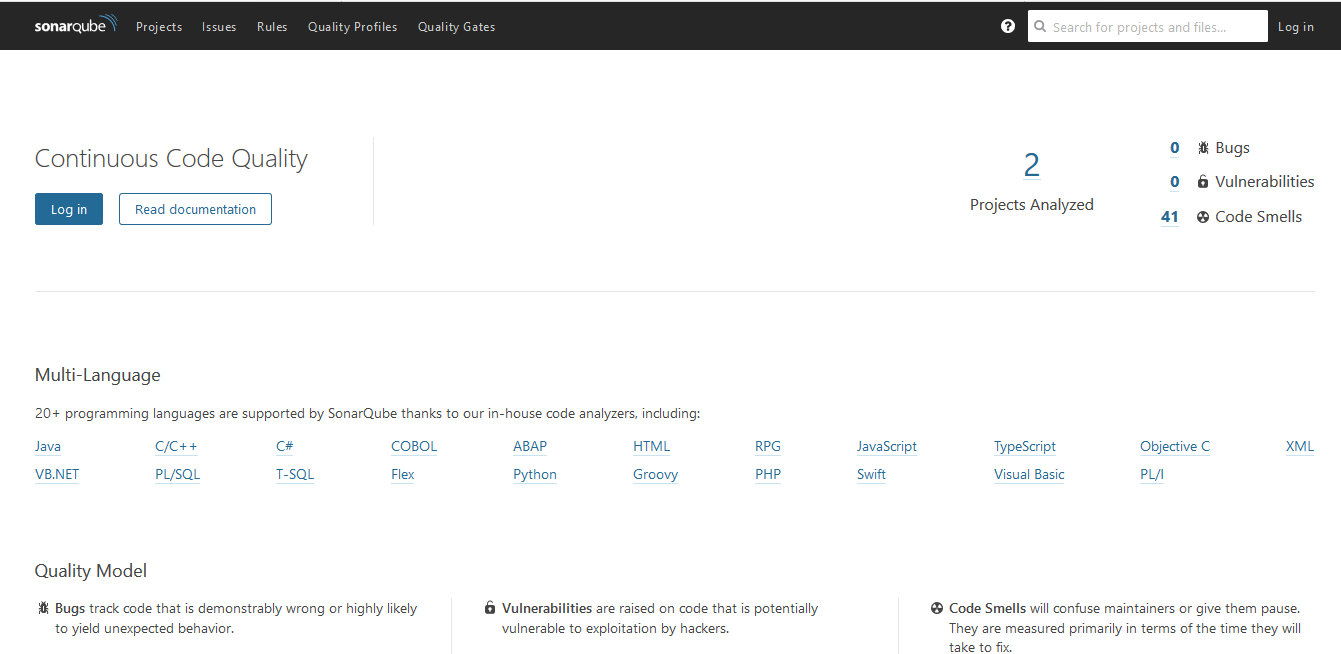 sonarqube Projects Issues Rules Quality Profiles Quality Gates ? Search for projects and files... Log in
Continuous Code Quality
Log in Read documentation
2
Projects Analyzed
0 Bugs
0 Vulnerabilities
41 Code Smells
Multi-Language
20+ programming languages are supported by SonarQube thanks to our in-house code analyzers, including:
Java C/C++ C# COBOL ABAP HTML RPG JavaScript TypeScript Objective C XML
VB.NET PL/SQL T-SQL Flex Python Groovy PHP Swift Visual Basic PL/I
Quality Model
Bugs track code that is demonstrably wrong or highly likely
to yield unexpected behavior.
Vulnerabilities are raised on code that is potentially
vulnerable to exploitation by hackers.
Code Smells will confuse maintainers or give them pause.
They are measured primarily in terms of the time they will
take to fix.